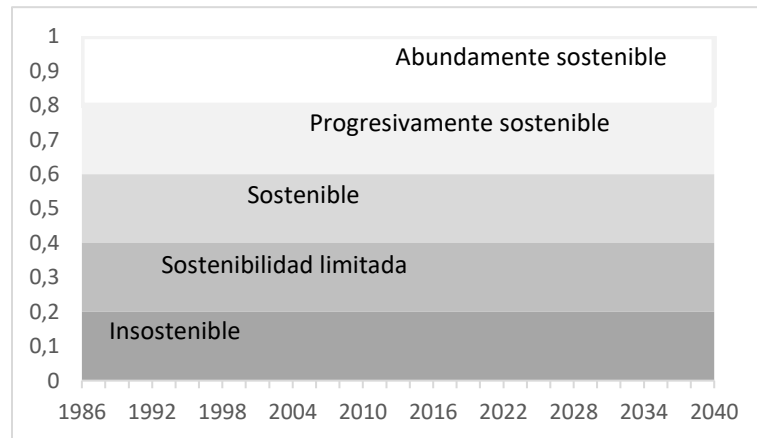 1
Abundamente sostenible
0,9
0,8
Progresivamente sostenible
0,7
0,6
Sostenible
0,5
0,4
Sostenibilidad limitada
0,3
0,2
Insostenible
0,1
0
1986 1992 1998 2004 2010 2016 2022 2028 2034 2040